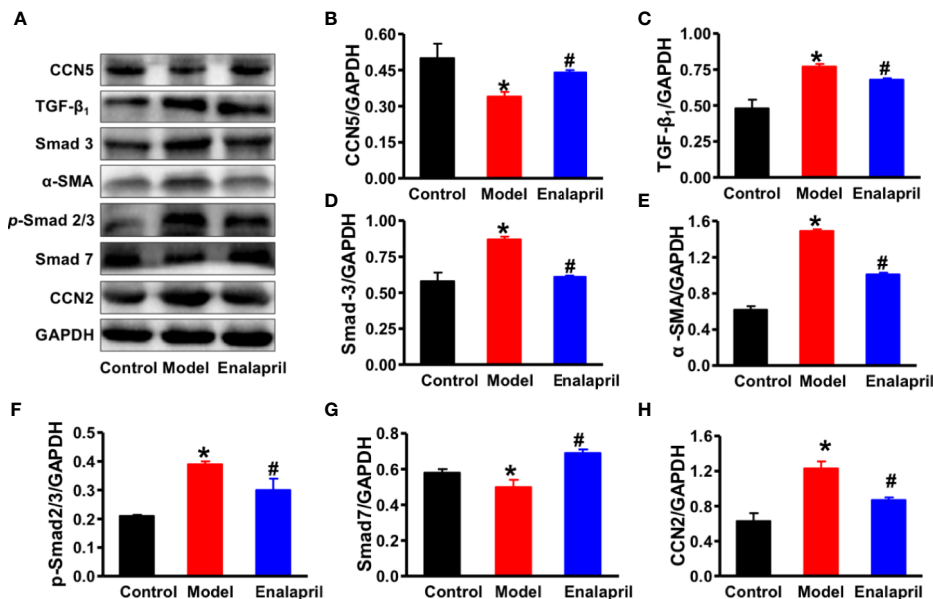 A
CCN5
TGF-β₁
Smad 3
α-SMA
p-Smad 2/3
Smad 7
CCN2
GAPDH
Control Model Enalapril
B
CCN5/GAPDH
0.60
0.45
0.30
0.15
0.00
*
#
Control Model Enalapril
C
TGF-β₁/GAPDH
1.00
0.75
0.50
0.25
0.00
*
#
Control Model Enalapril
D
Smad-3/GAPDH
1.00
0.75
0.50
0.25
0.00
*
#
Control Model Enalapril
E
α -SMA/GAPDH
1.6
1.2
0.8
0.4
0.0
*
#
Control Model Enalapril
F
p-Smad2/3/GAPDH
0.5
0.4
0.3
0.2
0.1
0.0
*
#
Control Model Enalapril
G
Smad7/GAPDH
0.8
0.6
0.4
0.2
0.0
*
#
Control Model Enalapril
H
CCN2/GAPDH
1.6
1.2
0.8
0.4
0.0
*
#
Control Model Enalapril